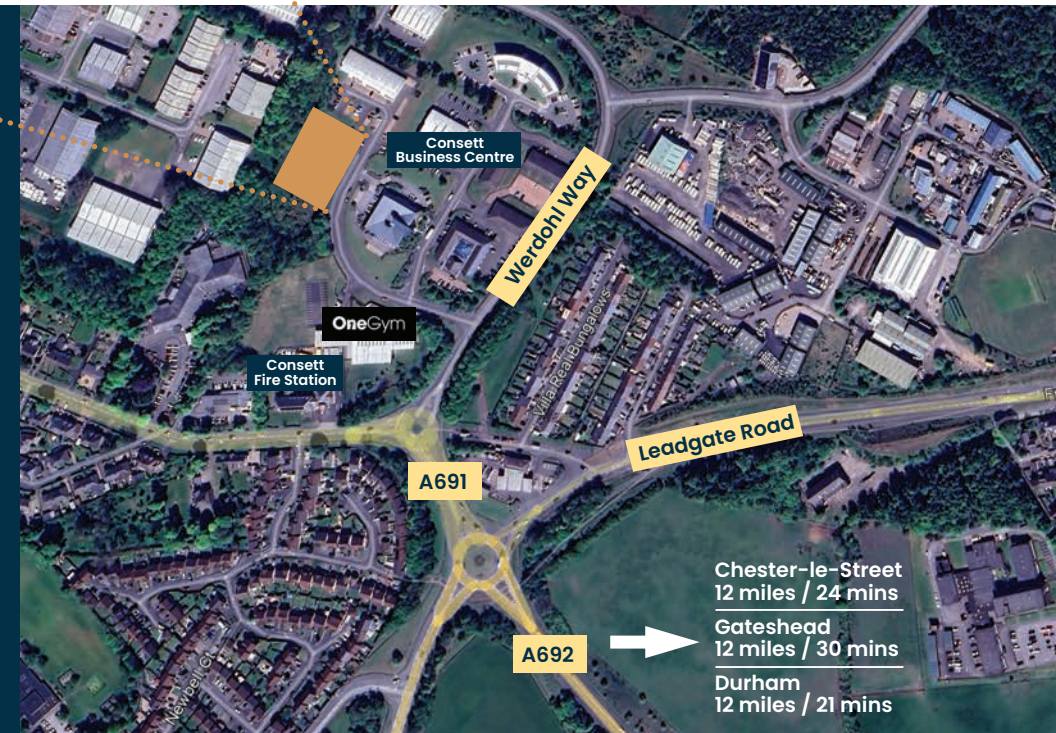 Consett
Business Centre
Werdohl Way
OneGym
Consett
Fire Station
Villa Real Bungalows
Leadgate Road
A691
A692
Chester-le-Street
12 miles / 24 mins
Gateshead
12 miles / 30 mins
Durham
12 miles / 21 mins
Newbell Ct